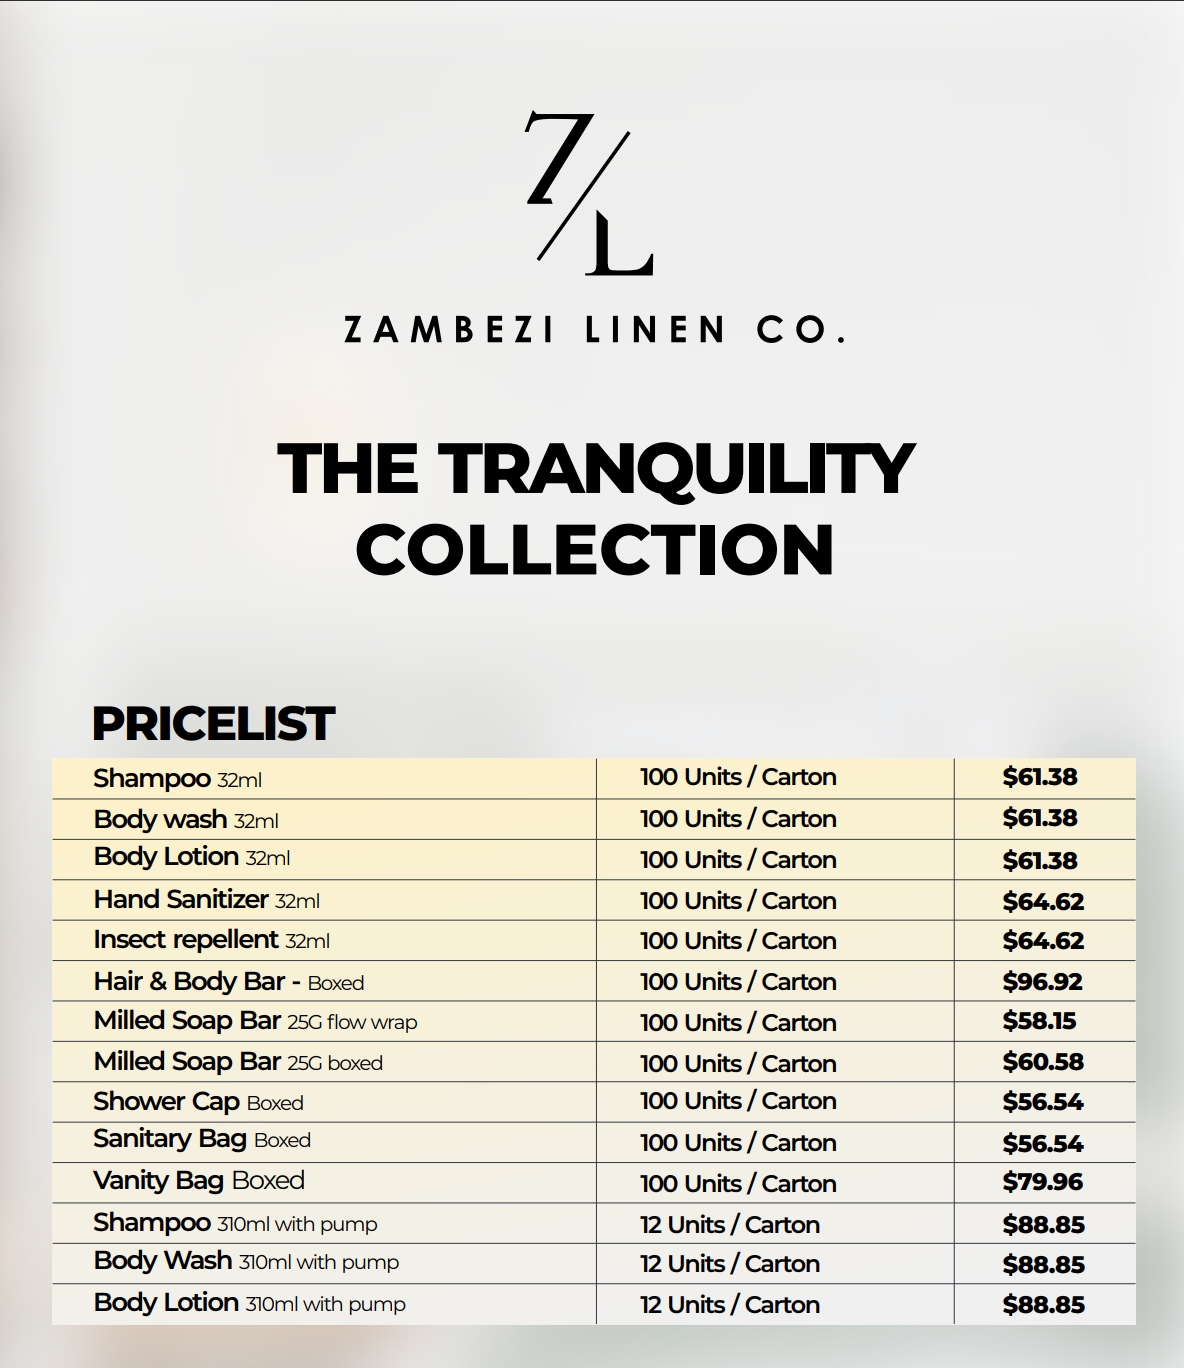 ZL
ZAMBEZI LINEN CO.
THE TRANQUILITY
COLLECTION
PRICELIST
Shampoo 32ml 100 Units / Carton $61.38
Body wash 32ml 100 Units / Carton $61.38
Body Lotion 32ml 100 Units / Carton $61.38
Hand Sanitizer 32ml 100 Units / Carton $64.62
Insect repellent 32ml 100 Units / Carton $64.62
Hair & Body Bar - Boxed 100 Units / Carton $96.92
Milled Soap Bar 25G flow wrap 100 Units / Carton $58.15
Milled Soap Bar 25G boxed 100 Units / Carton $60.58
Shower Cap Boxed 100 Units / Carton $56.54
Sanitary Bag Boxed 100 Units / Carton $56.54
Vanity Bag Boxed 100 Units / Carton $79.96
Shampoo 310ml with pump 12 Units / Carton $88.85
Body Wash 310ml with pump 12 Units / Carton $88.85
Body Lotion 310ml with pump 12 Units / Carton $88.85